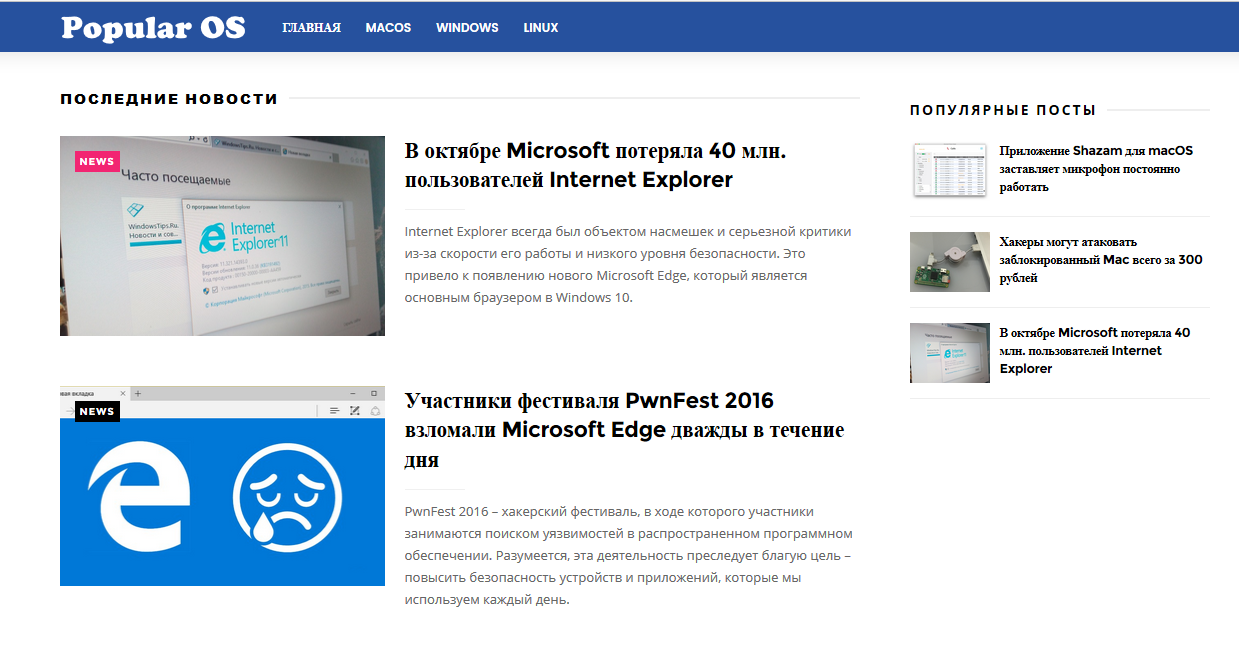 Popular OS
ГЛАВНАЯ MACOS WINDOWS LINUX
ПОСЛЕДНИЕ НОВОСТИ
NEWS
Часто посещаемые
WindowsTips.Ru.
Новости и сов...
О программе Internet Explorer
Internet
Explorer 11
В октябре Microsoft потеряла 40 млн.
пользователей Internet Explorer
Internet Explorer всегда был объектом насмешек и серьезной критики
из-за скорости его работы и низкого уровня безопасности. Это
привело к появлению нового Microsoft Edge, который является
основным браузером в Windows 10.
вая вкладка
NEWS
Участники фестиваля PwnFest 2016
взломали Microsoft Edge дважды в течение
дня
PwnFest 2016 – хакерский фестиваль, в ходе которого участники
занимаются поиском уязвимостей в распространенном программном
обеспечении. Разумеется, эта деятельность преследует благую цель –
повысить безопасность устройств и приложений, которые мы
используем каждый день.
ПОПУЛЯРНЫЕ ПОСТЫ
Приложение Shazam для macOS
заставляет микрофон постоянно
работать
Хакеры могут атаковать
заблокированный Mac всего за 300
рублей
В октябре Microsoft потеряла 40
млн. пользователей Internet
Explorer